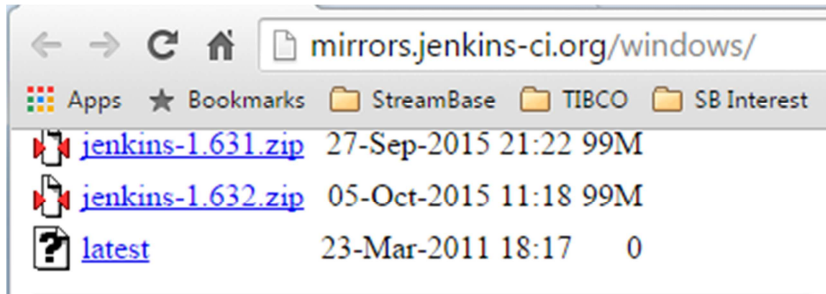 mirrors.jenkins-ci.org/windows/
Apps Bookmarks StreamBase TIBCO SB Interest
jenkins-1.631.zip 27-Sep-2015 21:22 99M
jenkins-1.632.zip 05-Oct-2015 11:18 99M
latest 23-Mar-2011 18:17 0